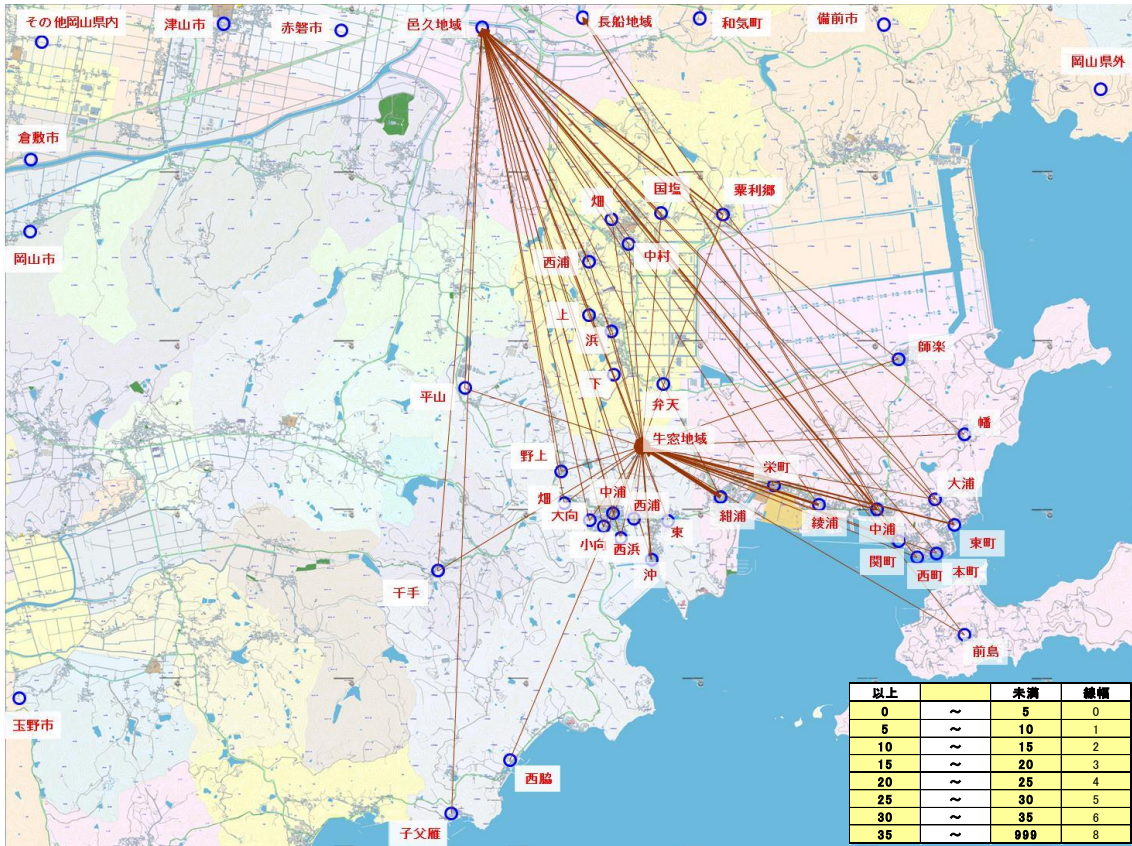 その他岡山県内
津山市
赤磐市
邑久地域
長船地域
和気町
備前市
岡山県外
倉敷市
岡山市
畑
国塩
粟利郷
中村
西浦
上
浜
下
弁天
師楽
平山
牛窓地域
幡
野上
畑
中浦
西浦
大向
小向
西浜
東
沖
紺浦
栄町
綾浦
中浦
大浦
東町
関町
西町
本町
千手
前島
玉野市
西脇
子父雁
以上 未満 線幅
0 ～ 5 0
5 ～ 10 1
10 ～ 15 2
15 ～ 20 3
20 ～ 25 4
25 ～ 30 5
30 ～ 35 6
35 ～ 999 8